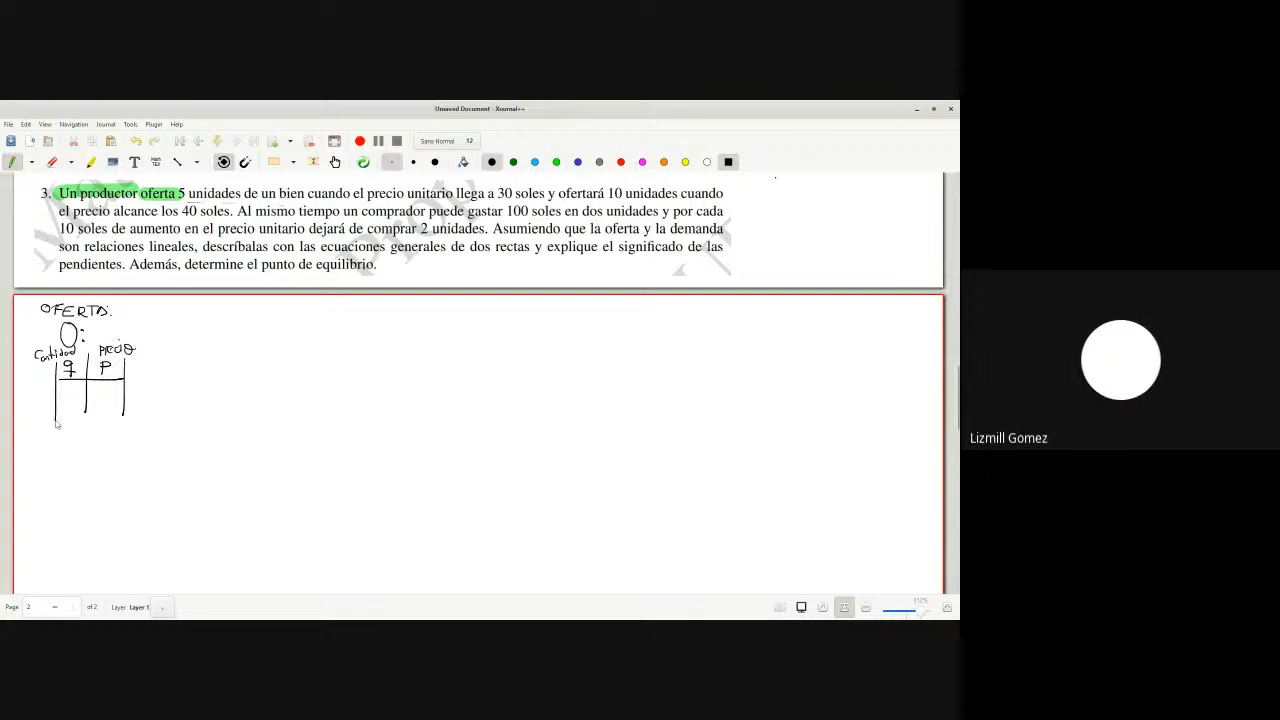 Unsaved Document - Xournal++
File Edit View Navigation Journal Tools Plugin Help
Sans Normal 12
3. Un productor oferta 5 unidades de un bien cuando el precio unitario llega a 30 soles y ofertará 10 unidades cuando
el precio alcance los 40 soles. Al mismo tiempo un comprador puede gastar 100 soles en dos unidades y por cada
10 soles de aumento en el precio unitario dejará de comprar 2 unidades. Asumiendo que la oferta y la demanda
son relaciones lineales, descríbalas con las ecuaciones generales de dos rectas y explique el significado de las
pendientes. Además, determine el punto de equilibrio.
OFERTA:
O:
Cantidad precio
q p
Lizmill Gomez
Page 2 of 2 Layer Layer 1 312%